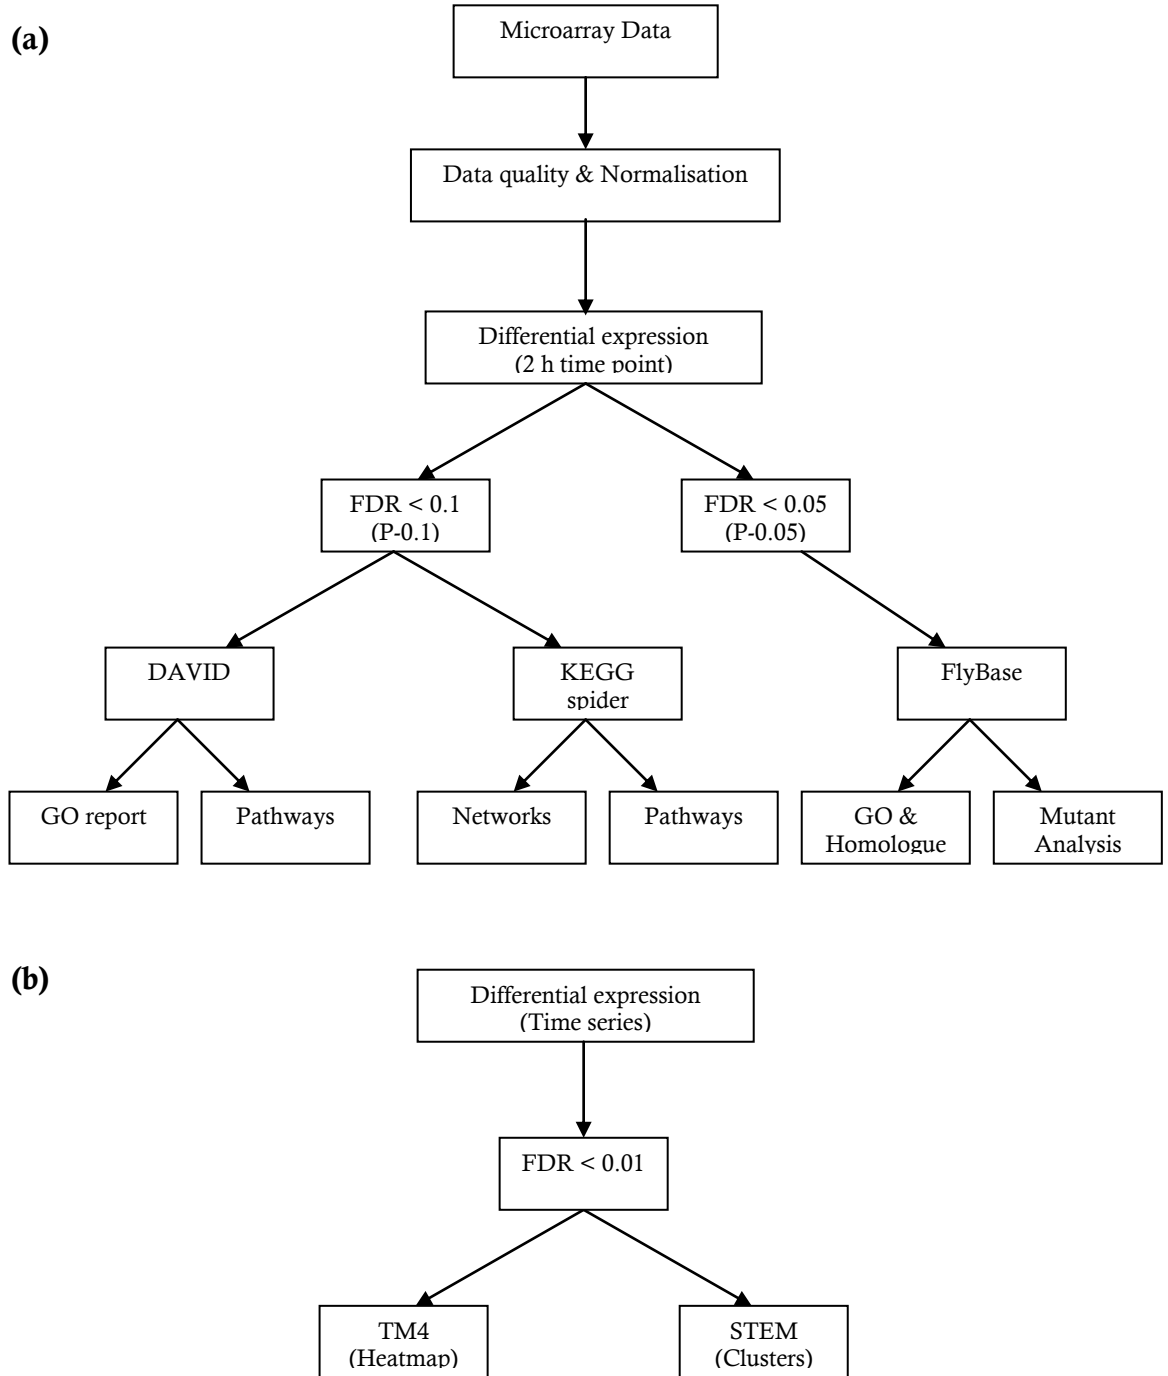 (a)
Microarray Data
Data quality & Normalisation
Differential expression
(2 h time point)
FDR < 0.1
(P-0.1)
FDR < 0.05
(P-0.05)
DAVID
KEGG
spider
FlyBase
GO report
Pathways
Networks
Pathways
GO &
Homologue
Mutant
Analysis
(b)
Differential expression
(Time series)
FDR < 0.01
TM4
(Heatmap)
STEM
(Clusters)